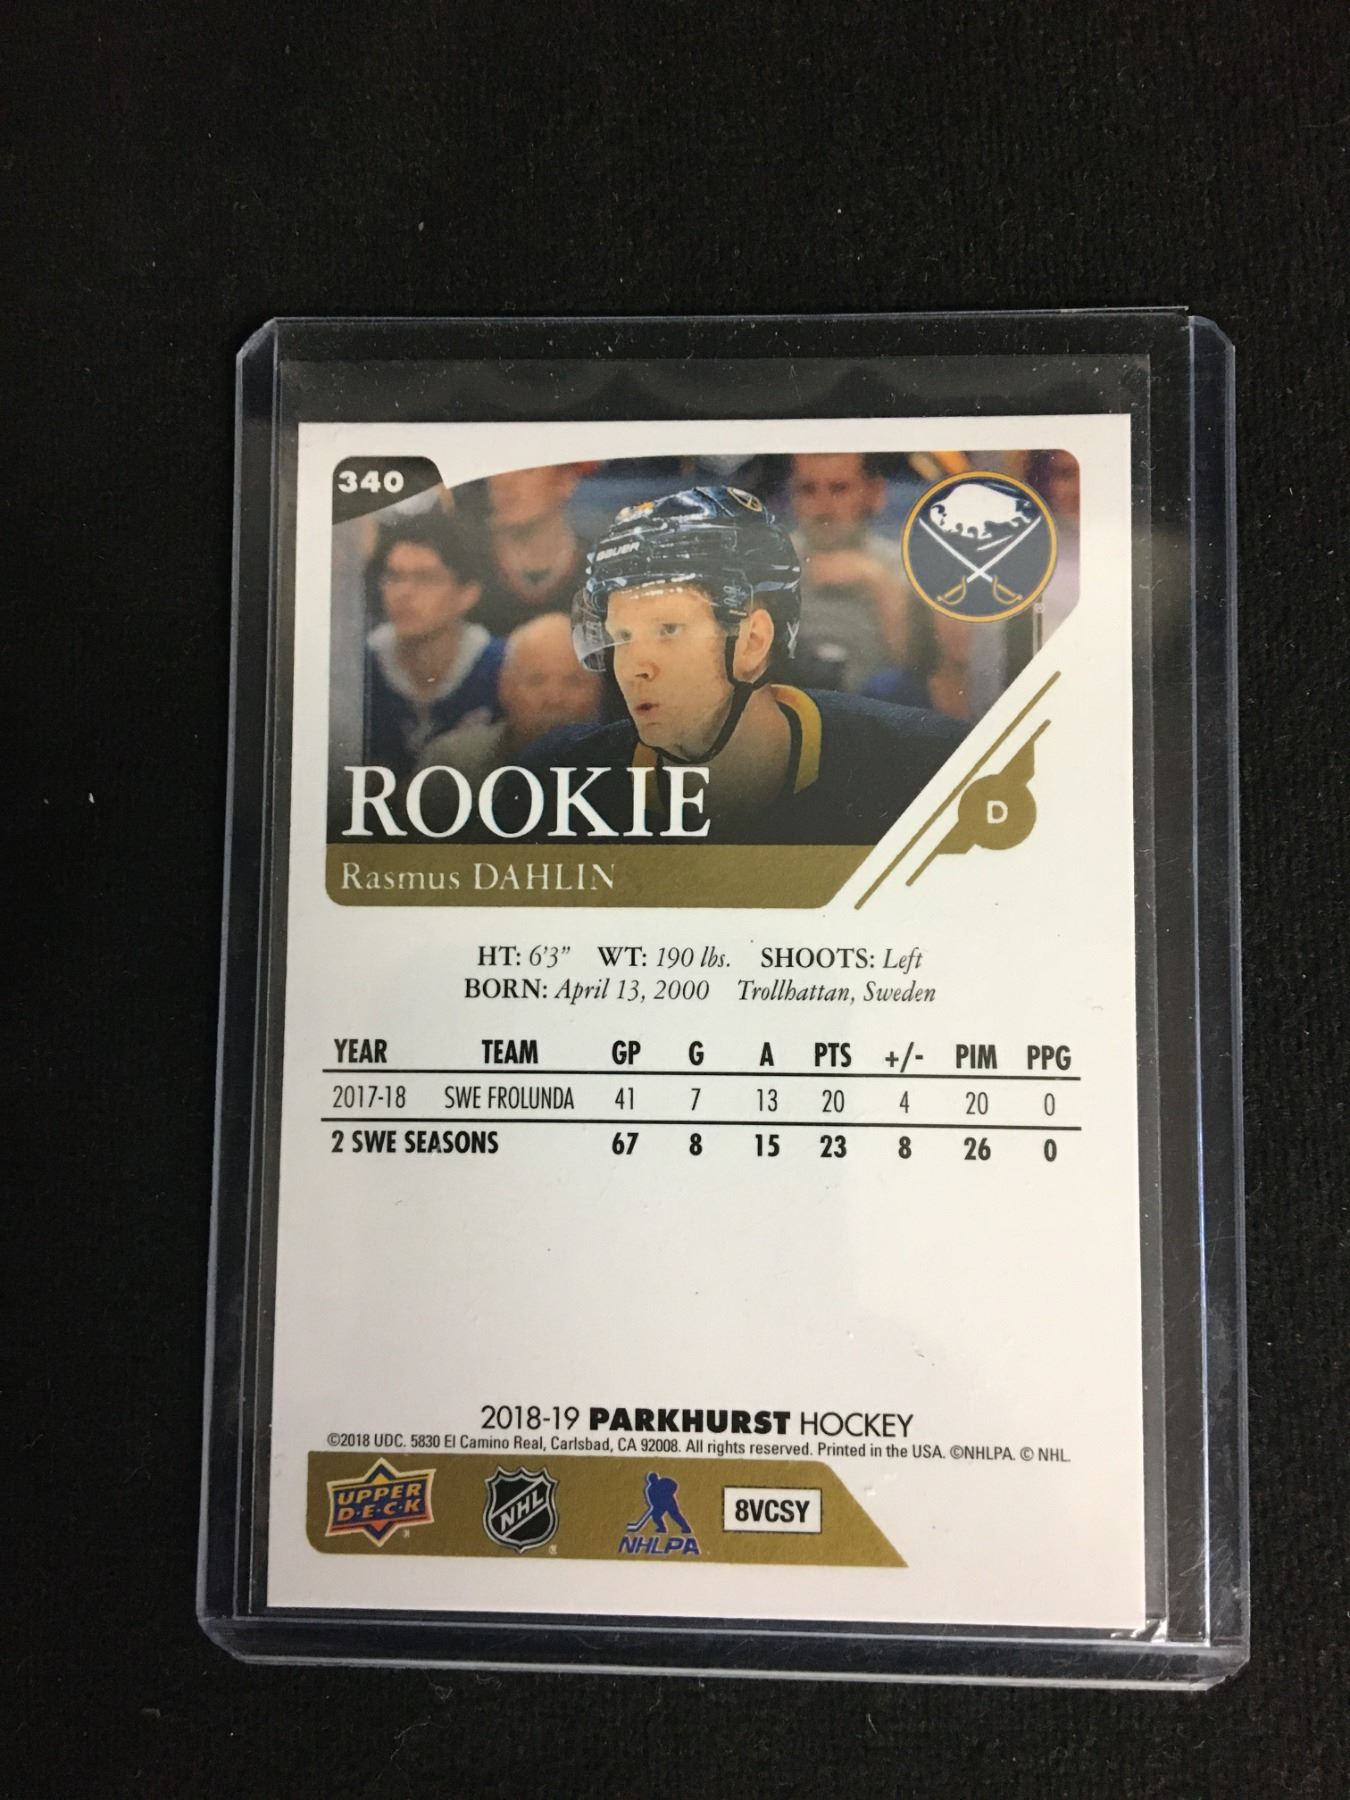 340
BAUER
ROOKIE
D
Rasmus DAHLIN
HT: 6'3" WT: 190 lbs. SHOOTS: Left
BORN: April 13, 2000 Trollhattan, Sweden
YEAR TEAM GP G A PTS +/- PIM PPG
2017-18 SWE FROLUNDA 41 7 13 20 4 20 0
2 SWE SEASONS 67 8 15 23 8 26 0
2018-19 PARKHURST HOCKEY
©2018 UDC. 5830 El Camino Real, Carlsbad, CA 92008. All rights reserved. Printed in the USA. ©NHLPA. © NHL.
UPPER
D·E·C·K
NHL
NHLPA
8VCSY